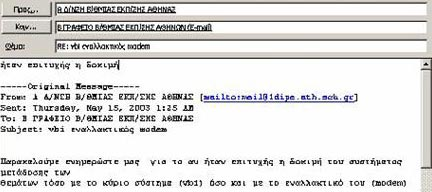 Προς...
Α Δ/ΝΣΗ Β/ΘΜΙΑΣ ΕΚΠ/ΣΗΣ ΑΘΗΝΑΣ
Κοιν...
Β ΓΡΑΦΕΙΟ Β/ΘΜΙΑΣ ΕΚΠ/ΣΗΣ ΑΘΗΝΩΝ (E-mail)
Θέμα:
RE: vbi εναλλακτικός modem
ήταν επιτυχής η δοκιμή
-----Original Message-----
From: Α Δ/ΝΣΗ Β/ΘΜΙΑΣ ΕΚΠ/ΣΗΣ ΑΘΗΝΑΣ [mailto:mail@1dipe.ath.sch.gr]
Sent: Thursday, May 15, 2003 1:25 AM
To: Β ΓΡΑΦΕΙΟ Β/ΘΜΙΑΣ ΕΚΠ/ΣΗΣ ΑΘΗΝΑΣ
Subject: vbi εναλλακτικός modem
Παρακαλούμε ενημερώστε μας για το αν ήταν επιτυχής η δοκιμή του συστήματος
μετάδοσης των
θεμάτων τόσο με το κύριο σύστημα (vbi) όσο και με το εναλλακτικό του (modem)